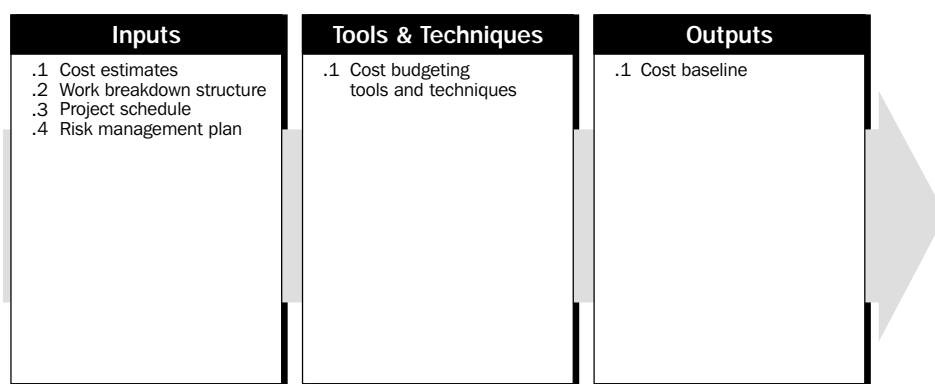 Inputs
.1 Cost estimates
.2 Work breakdown structure
.3 Project schedule
.4 Risk management plan
Tools & Techniques
.1 Cost budgeting
tools and techniques
Outputs
.1 Cost baseline